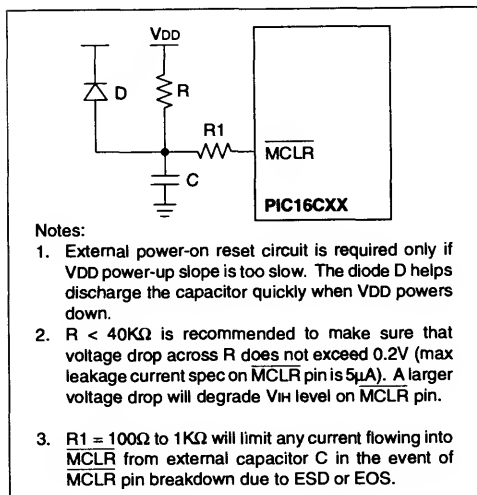 VDD
D
R
R1
MCLR
C
PIC16CXX
Notes:
1. External power-on reset circuit is required only if
VDD power-up slope is too slow. The diode D helps
discharge the capacitor quickly when VDD powers
down.
2. R < 40KΩ is recommended to make sure that
voltage drop across R does not exceed 0.2V (max
leakage current spec on MCLR pin is 5µA). A larger
voltage drop will degrade VIH level on MCLR pin.
3. R1 = 100Ω to 1KΩ will limit any current flowing into
MCLR from external capacitor C in the event of
MCLR pin breakdown due to ESD or EOS.